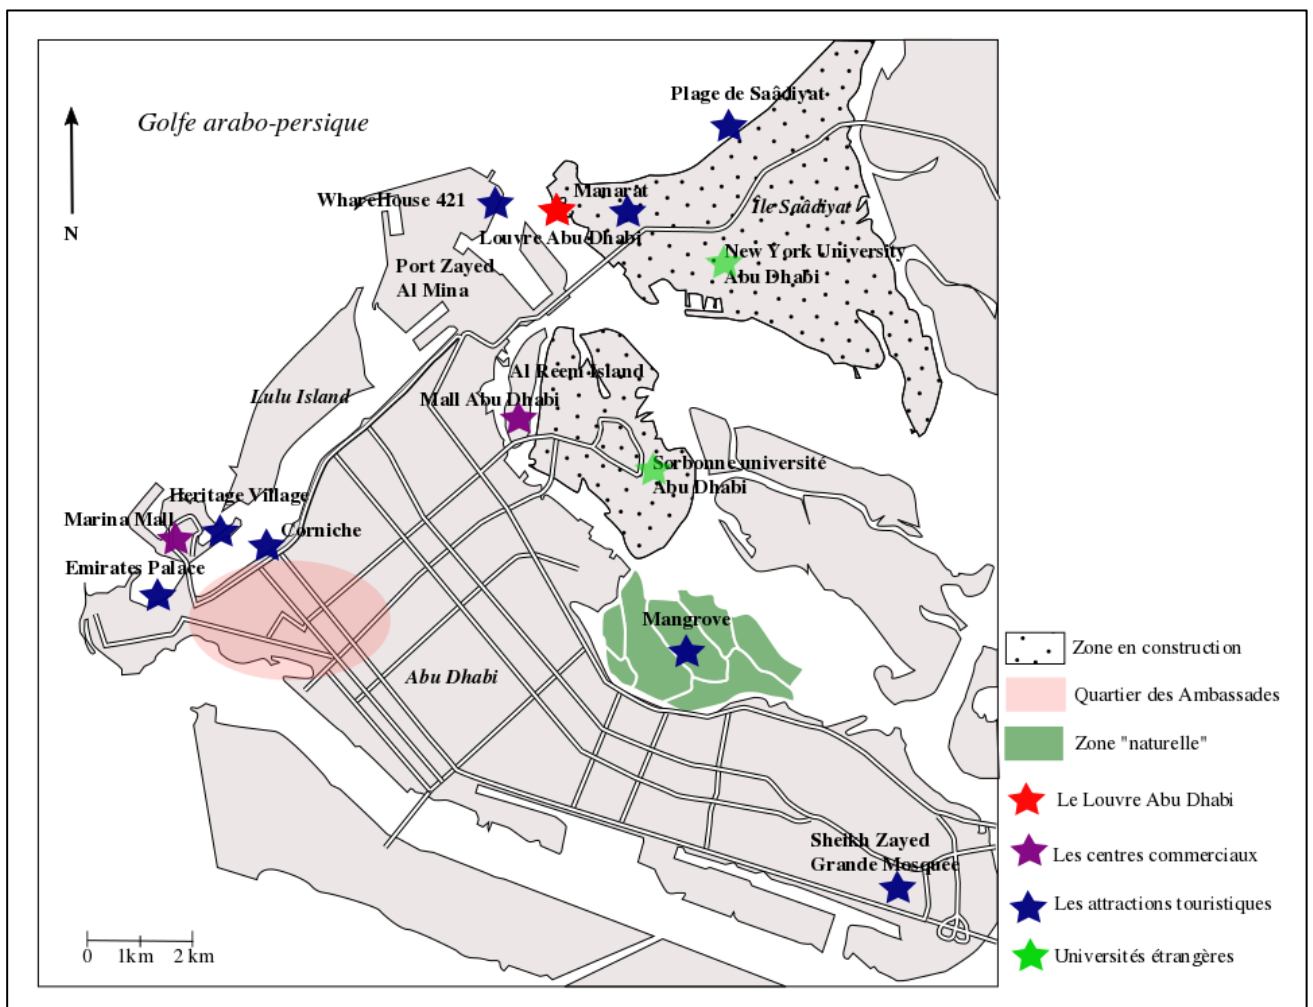 Plage de Saâdiyat
Golfe arabo-persique
N
WhareHouse 421
Manarat
Île Saâdiyat
Louvre Abu Dhabi
New York University
Abu Dhabi
Port Zayed
Al Mina
Al Reem Island
Lulu Island
Mall Abu Dhabi
Sorbonne université
Abu Dhabi
Heritage Village
Marina Mall
Corniche
Emirates Palace
Mangrove
Abu Dhabi
Sheikh Zayed
Grande Mosquée
0 1km 2 km
Zone en construction
Quartier des Ambassades
Zone "naturelle"
Le Louvre Abu Dhabi
Les centres commerciaux
Les attractions touristiques
Universités étrangères